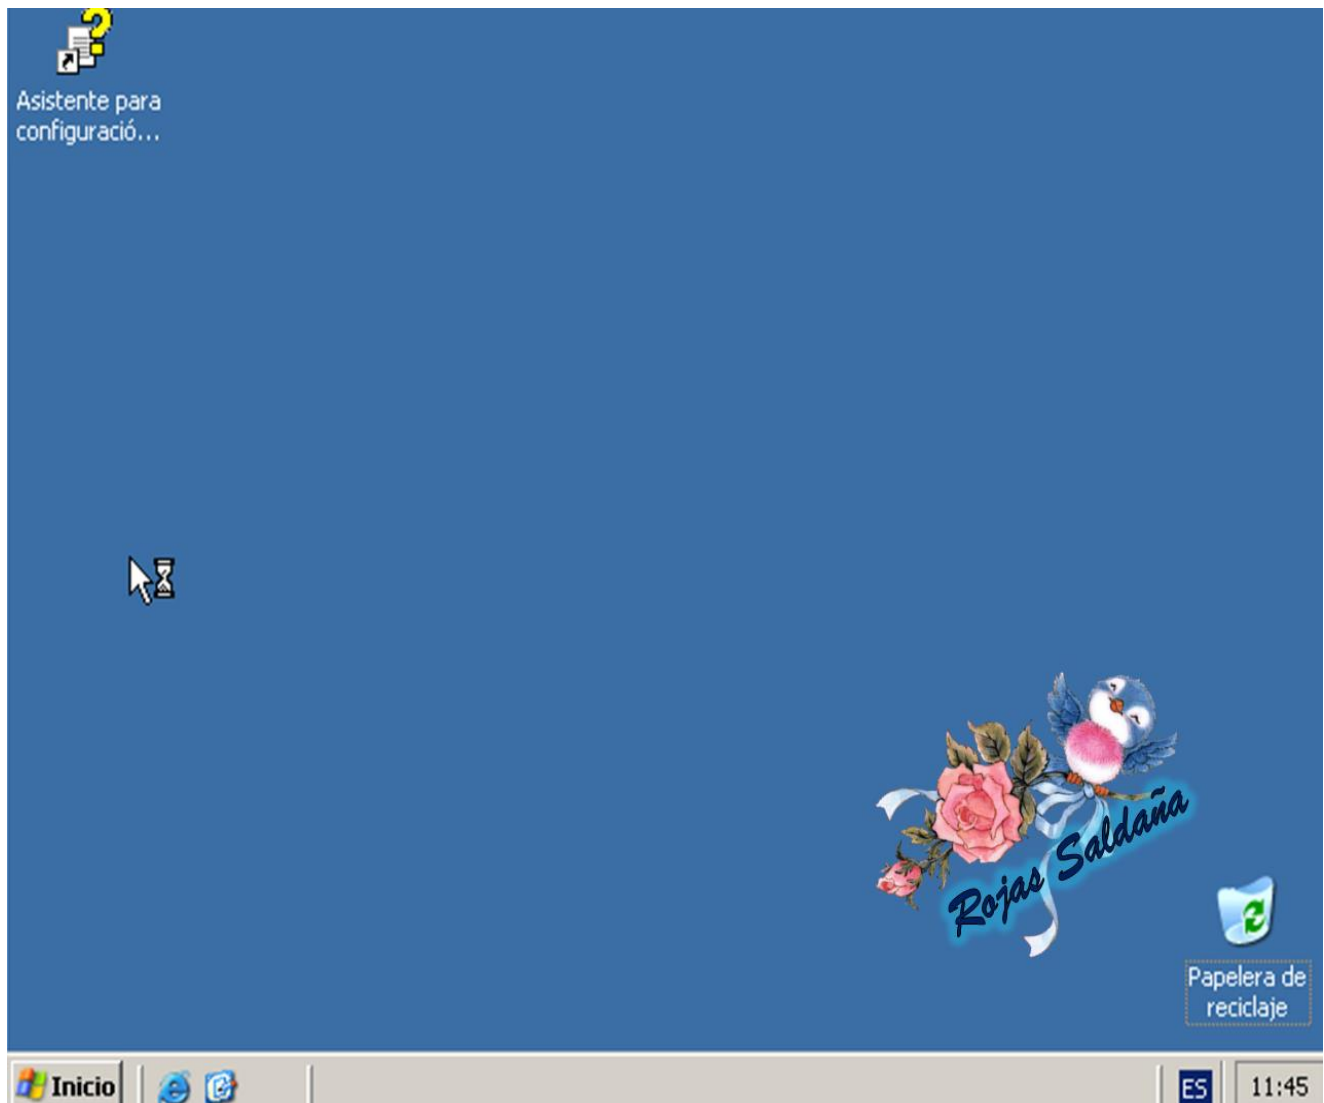 Asistente para
configuració...
Rojas Saldaña
Papelera de
reciclaje
Inicio
ES
11:45